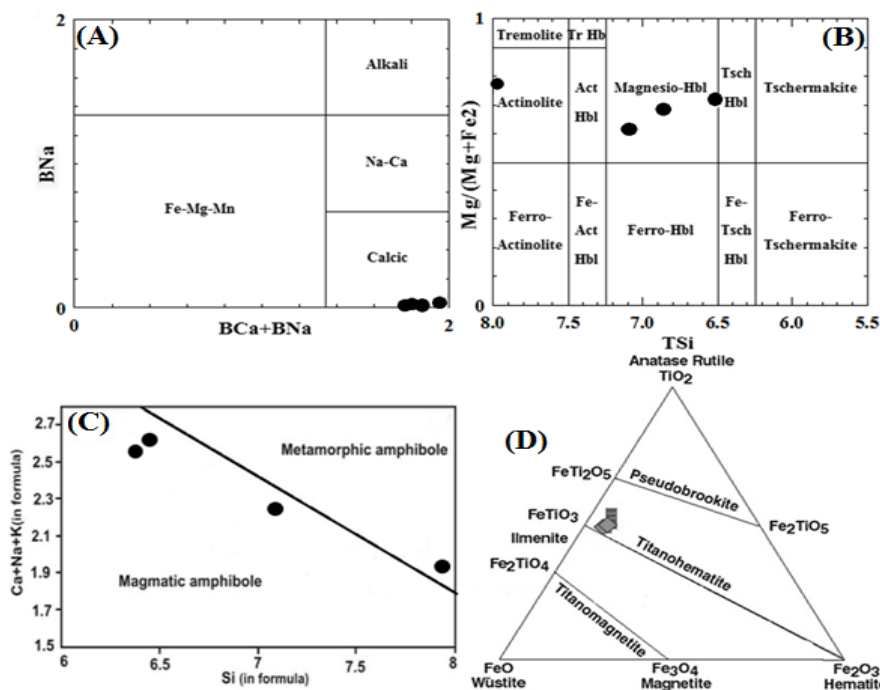 (A)
2
BNa
0
Alkali
Na-Ca
Fe-Mg-Mn
Calcic
0
2
BCa+BNa
(B)
1
Mg/(Mg+Fe2)
0
Tremolite
Tr Hb
Actinolite
Act
Hbl
Magnesio-Hbl
Tsch
Hbl
Tschermakite
Ferro-
Actinolite
Fe-
Act
Hbl
Ferro-Hbl
Fe-
Tsch
Hbl
Ferro-
Tschermakite
8.0 7.5 7.0 6.5 6.0 5.5
TSi
(C)
Ca+Na+K(in formula)
2.7
2.5
2.3
1.9
1.7
1.5
Metamorphic amphibole
Magmatic amphibole
6 6.5 7 7.5 8
Si (in formula)
(D)
Anatase Rutile
TiO₂
FeTi₂O₅
Pseudobrookite
FeTiO₃
Ilmenite
Fe₂TiO₅
Titanohematite
Fe₂TiO₄
Titanomagnetite
FeO
Wüstite
Fe₃O₄
Magnetite
Fe₂O₃
Hematite